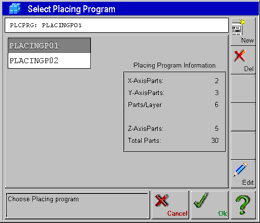 Select Placing Program
PLCPRG: PLACINGP01
PLACINGP01
PLACINGP02
Placing Program Information
X-AxisParts: 2
Y-AxisParts: 3
Parts/Layer 6
Z-AxisParts: 5
Total Parts: 30
New
Del
Edit
Choose Placing program
Cancel
Ok
?